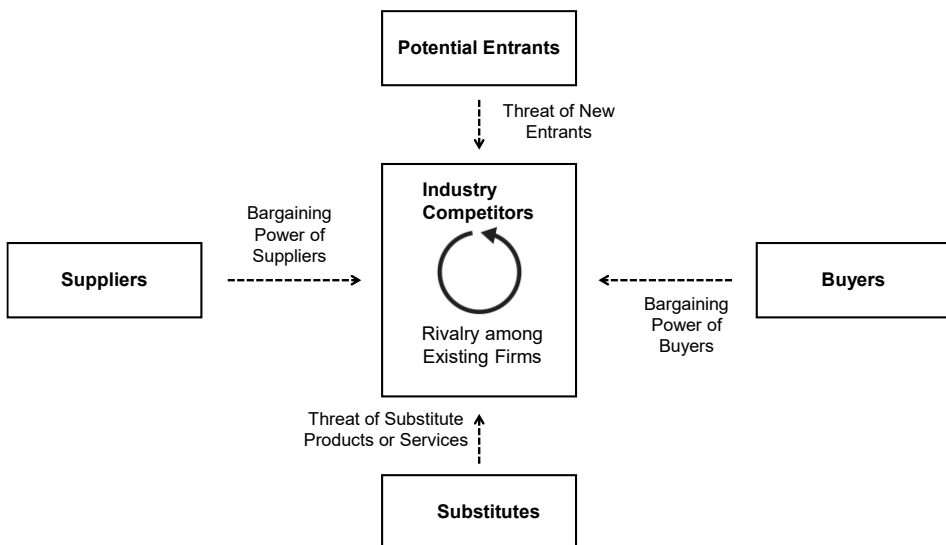 Potential Entrants
Threat of New
Entrants
Industry
Competitors
Bargaining
Power of
Suppliers
Suppliers
Buyers
Bargaining
Power of
Buyers
Rivalry among
Existing Firms
Threat of Substitute
Products or Services
Substitutes